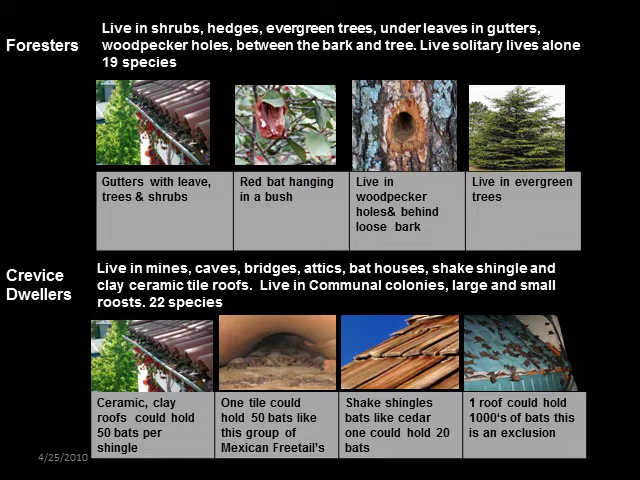 Foresters
Live in shrubs, hedges, evergreen trees, under leaves in gutters,
woodpecker holes, between the bark and tree. Live solitary lives alone
19 species
Gutters with leave,
trees & shrubs
Red bat hanging
in a bush
Live in
woodpecker
holes& behind
loose bark
Live in evergreen
trees
Crevice
Dwellers
Live in mines, caves, bridges, attics, bat houses, shake shingle and
clay ceramic tile roofs. Live in Communal colonies, large and small
roosts. 22 species
Ceramic, clay
roofs could hold
50 bats per
shingle
One tile could
hold 50 bats like
this group of
Mexican Freetail's
Shake shingles
bats like cedar
one could hold 20
bats
1 roof could hold
1000‘s of bats this
is an exclusion
4/25/2010